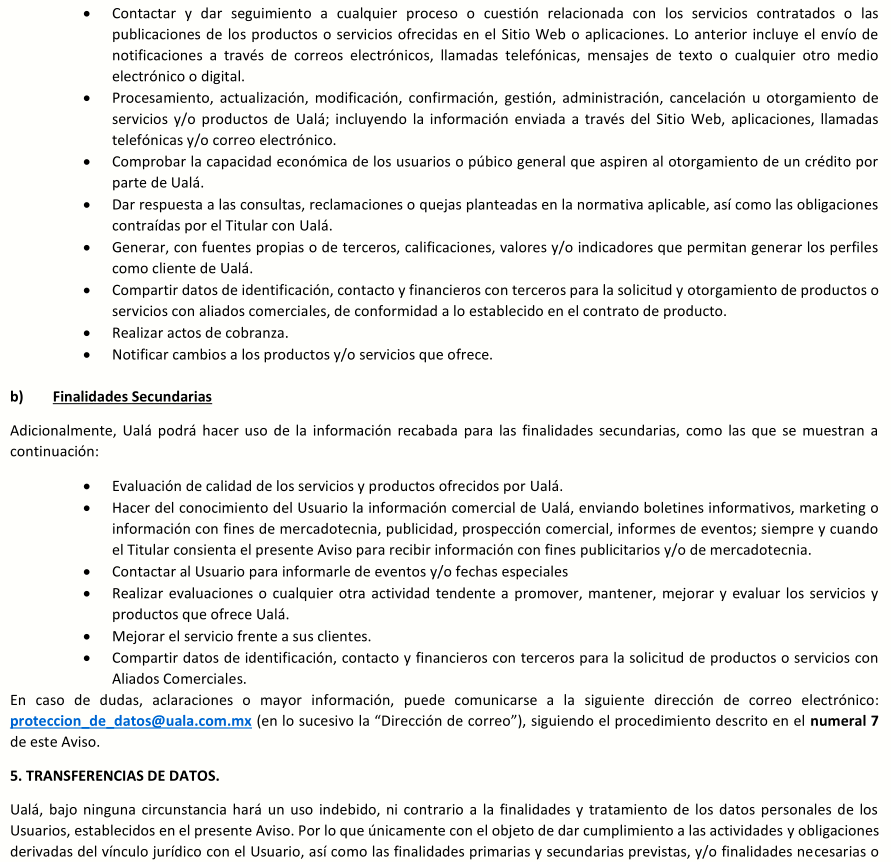 • Contactar y dar seguimiento a cualquier proceso o cuestión relacionada con los servicios contratados o las
publicaciones de los productos o servicios ofrecidas en el Sitio Web o aplicaciones. Lo anterior incluye el envío de
notificaciones a través de correos electrónicos, llamadas telefónicas, mensajes de texto o cualquier otro medio
electrónico o digital.
• Procesamiento, actualización, modificación, confirmación, gestión, administración, cancelación u otorgamiento de
servicios y/o productos de Ualá; incluyendo la información enviada a través del Sitio Web, aplicaciones, llamadas
telefónicas y/o correo electrónico.
• Comprobar la capacidad económica de los usuarios o púbico general que aspiren al otorgamiento de un crédito por
parte de Ualá.
• Dar respuesta a las consultas, reclamaciones o quejas planteadas en la normativa aplicable, así como las obligaciones
contraídas por el Titular con Ualá.
• Generar, con fuentes propias o de terceros, calificaciones, valores y/o indicadores que permitan generar los perfiles
como cliente de Ualá.
• Compartir datos de identificación, contacto y financieros con terceros para la solicitud y otorgamiento de productos o
servicios con aliados comerciales, de conformidad a lo establecido en el contrato de producto.
• Realizar actos de cobranza.
• Notificar cambios a los productos y/o servicios que ofrece.
b) Finalidades Secundarias
Adicionalmente, Ualá podrá hacer uso de la información recabada para las finalidades secundarias, como las que se muestran a
continuación:
• Evaluación de calidad de los servicios y productos ofrecidos por Ualá.
• Hacer del conocimiento del Usuario la información comercial de Ualá, enviando boletines informativos, marketing o
información con fines de mercadotecnia, publicidad, prospección comercial, informes de eventos; siempre y cuando
el Titular consienta el presente Aviso para recibir información con fines publicitarios y/o de mercadotecnia.
• Contactar al Usuario para informarle de eventos y/o fechas especiales
• Realizar evaluaciones o cualquier otra actividad tendente a promover, mantener, mejorar y evaluar los servicios y
productos que ofrece Ualá.
• Mejorar el servicio frente a sus clientes.
• Compartir datos de identificación, contacto y financieros con terceros para la solicitud de productos o servicios con
Aliados Comerciales.
En caso de dudas, aclaraciones o mayor información, puede comunicarse a la siguiente dirección de correo electrónico:
proteccion_de_datos@uala.com.mx (en lo sucesivo la “Dirección de correo”), siguiendo el procedimiento descrito en el numeral 7
de este Aviso.
5. TRANSFERENCIAS DE DATOS.
Ualá, bajo ninguna circunstancia hará un uso indebido, ni contrario a la finalidades y tratamiento de los datos personales de los
Usuarios, establecidos en el presente Aviso. Por lo que únicamente con el objeto de dar cumplimiento a las actividades y obligaciones
derivadas del vínculo jurídico con el Usuario, así como las finalidades primarias y secundarias previstas, y/o finalidades necesarias o